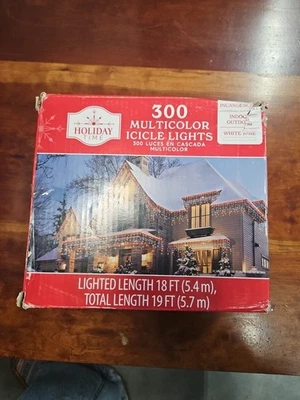 HOLIDAY
TIME
300
MULTICOLOR
ICICLE LIGHTS
300 LUCES EN CASCADA
MULTICOLOR
INDOOR
OUTDOOR
WHITE WIRE
LIGHTED LENGTH 18 FT (5.4 m),
TOTAL LENGTH 19 FT (5.7 m)